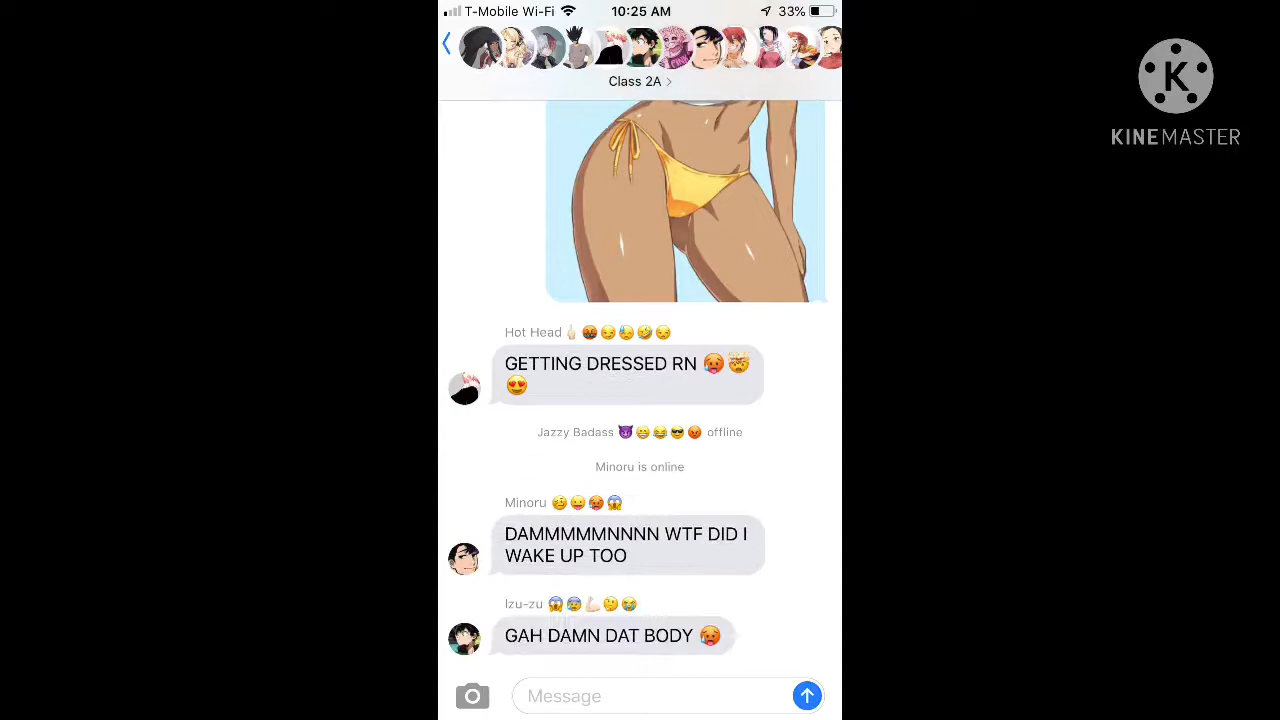 T-Mobile Wi-Fi 10:25 AM 33%
Class 2A >
Hot Head☝🏻🤬😏😓🤣😒
GETTING DRESSED RN 🥵🤯
😍
Jazzy Badass 😈😁😂😎😡 offline
Minoru is online
Minoru 🥴😛🥵😱
DAMMMMMNNNN WTF DID I
WAKE UP TOO
Izu-zu 😱😰💪🏻🤔😭
GAH DAMN DAT BODY 🥵
Message
K
KINEMASTER